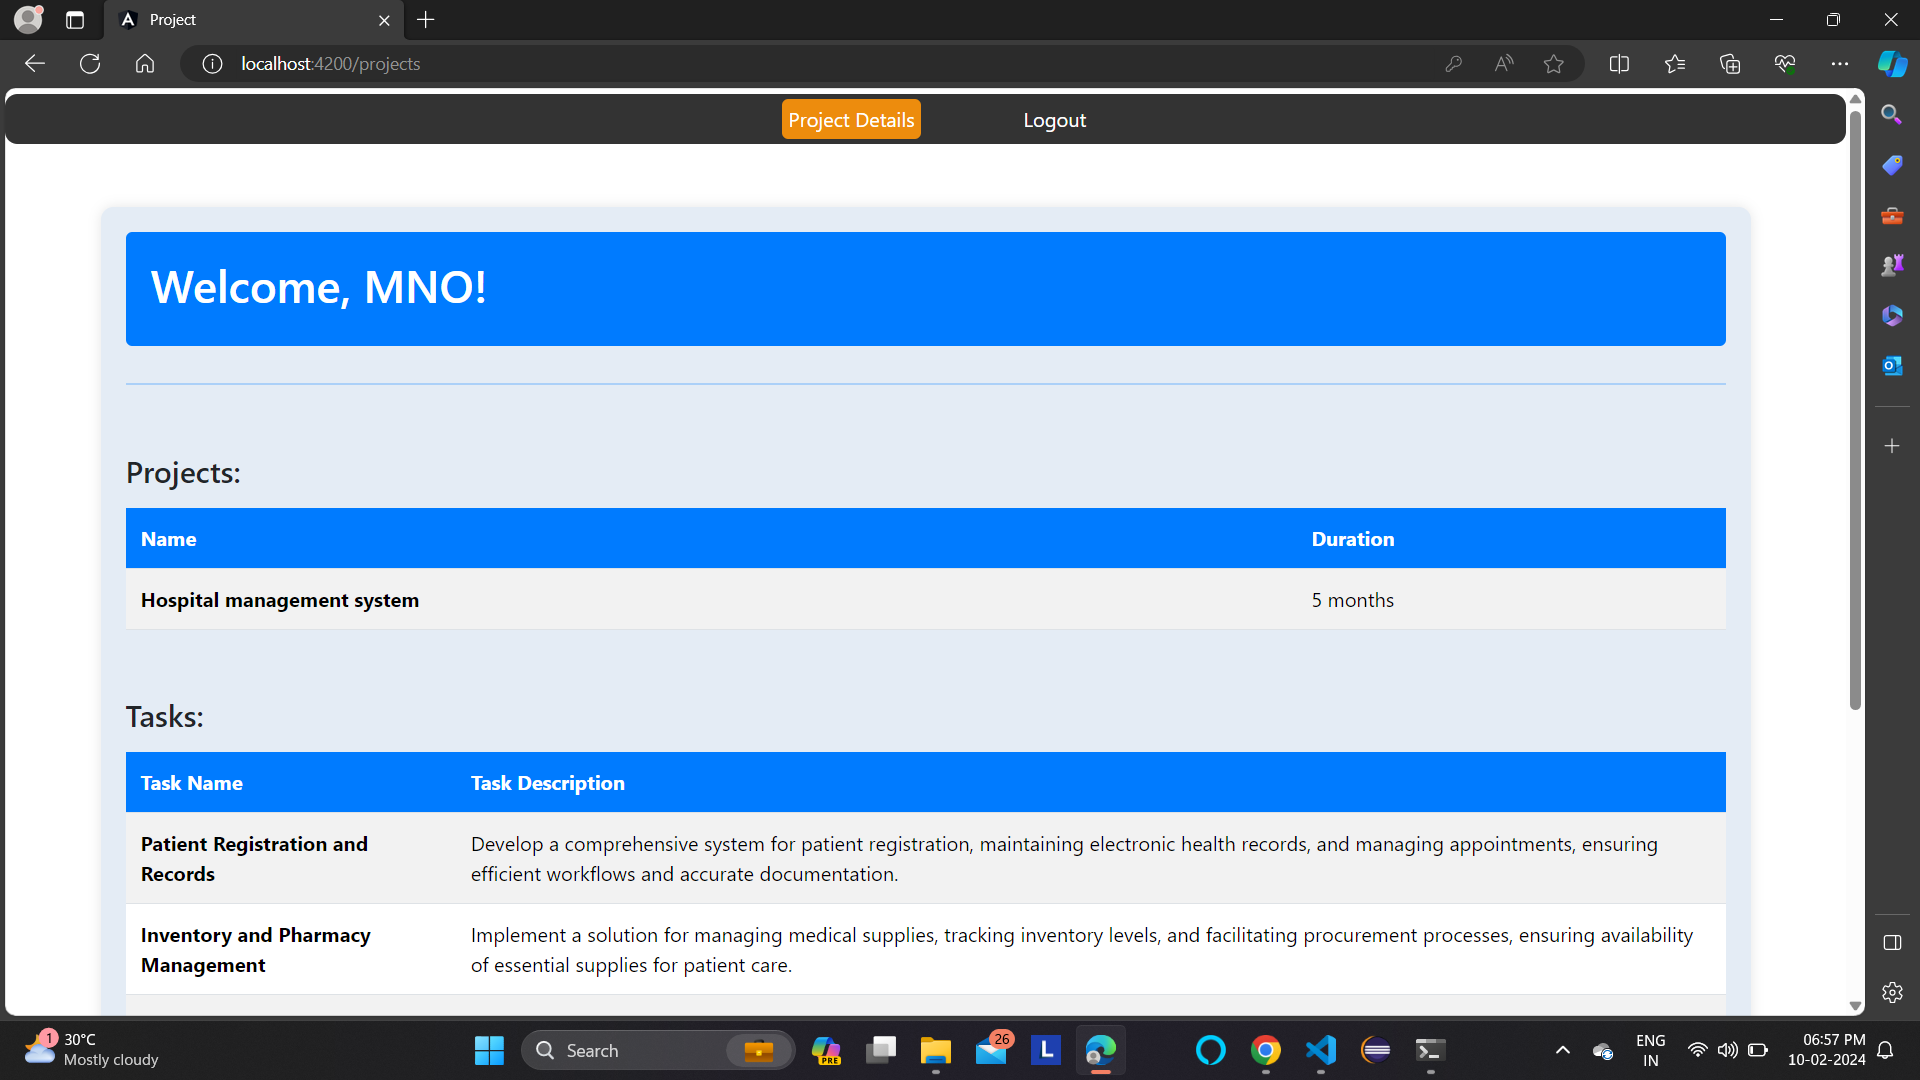 Project
localhost:4200/projects
Project Details
Logout
Welcome, MNO!
Projects:
Name Duration
Hospital management system 5 months
Tasks:
Task Name Task Description
Patient Registration and Records
Develop a comprehensive system for patient registration, maintaining electronic health records, and managing appointments, ensuring
efficient workflows and accurate documentation.
Inventory and Pharmacy Management
Implement a solution for managing medical supplies, tracking inventory levels, and facilitating procurement processes, ensuring availability
of essential supplies for patient care.
1
30°C
Mostly cloudy
Search
PRE
26
L
ENG
IN
06:57 PM
10-02-2024